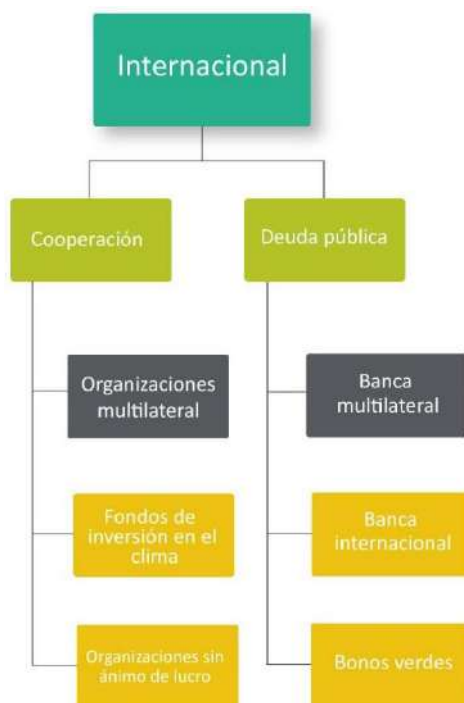 Internacional
Cooperación
Deuda pública
Organizaciones
multilateral
Banca
multilateral
Fondos de
inversión en el
clima
Banca
internacional
Organizaciones sin
ánimo de lucro
Bonos verdes